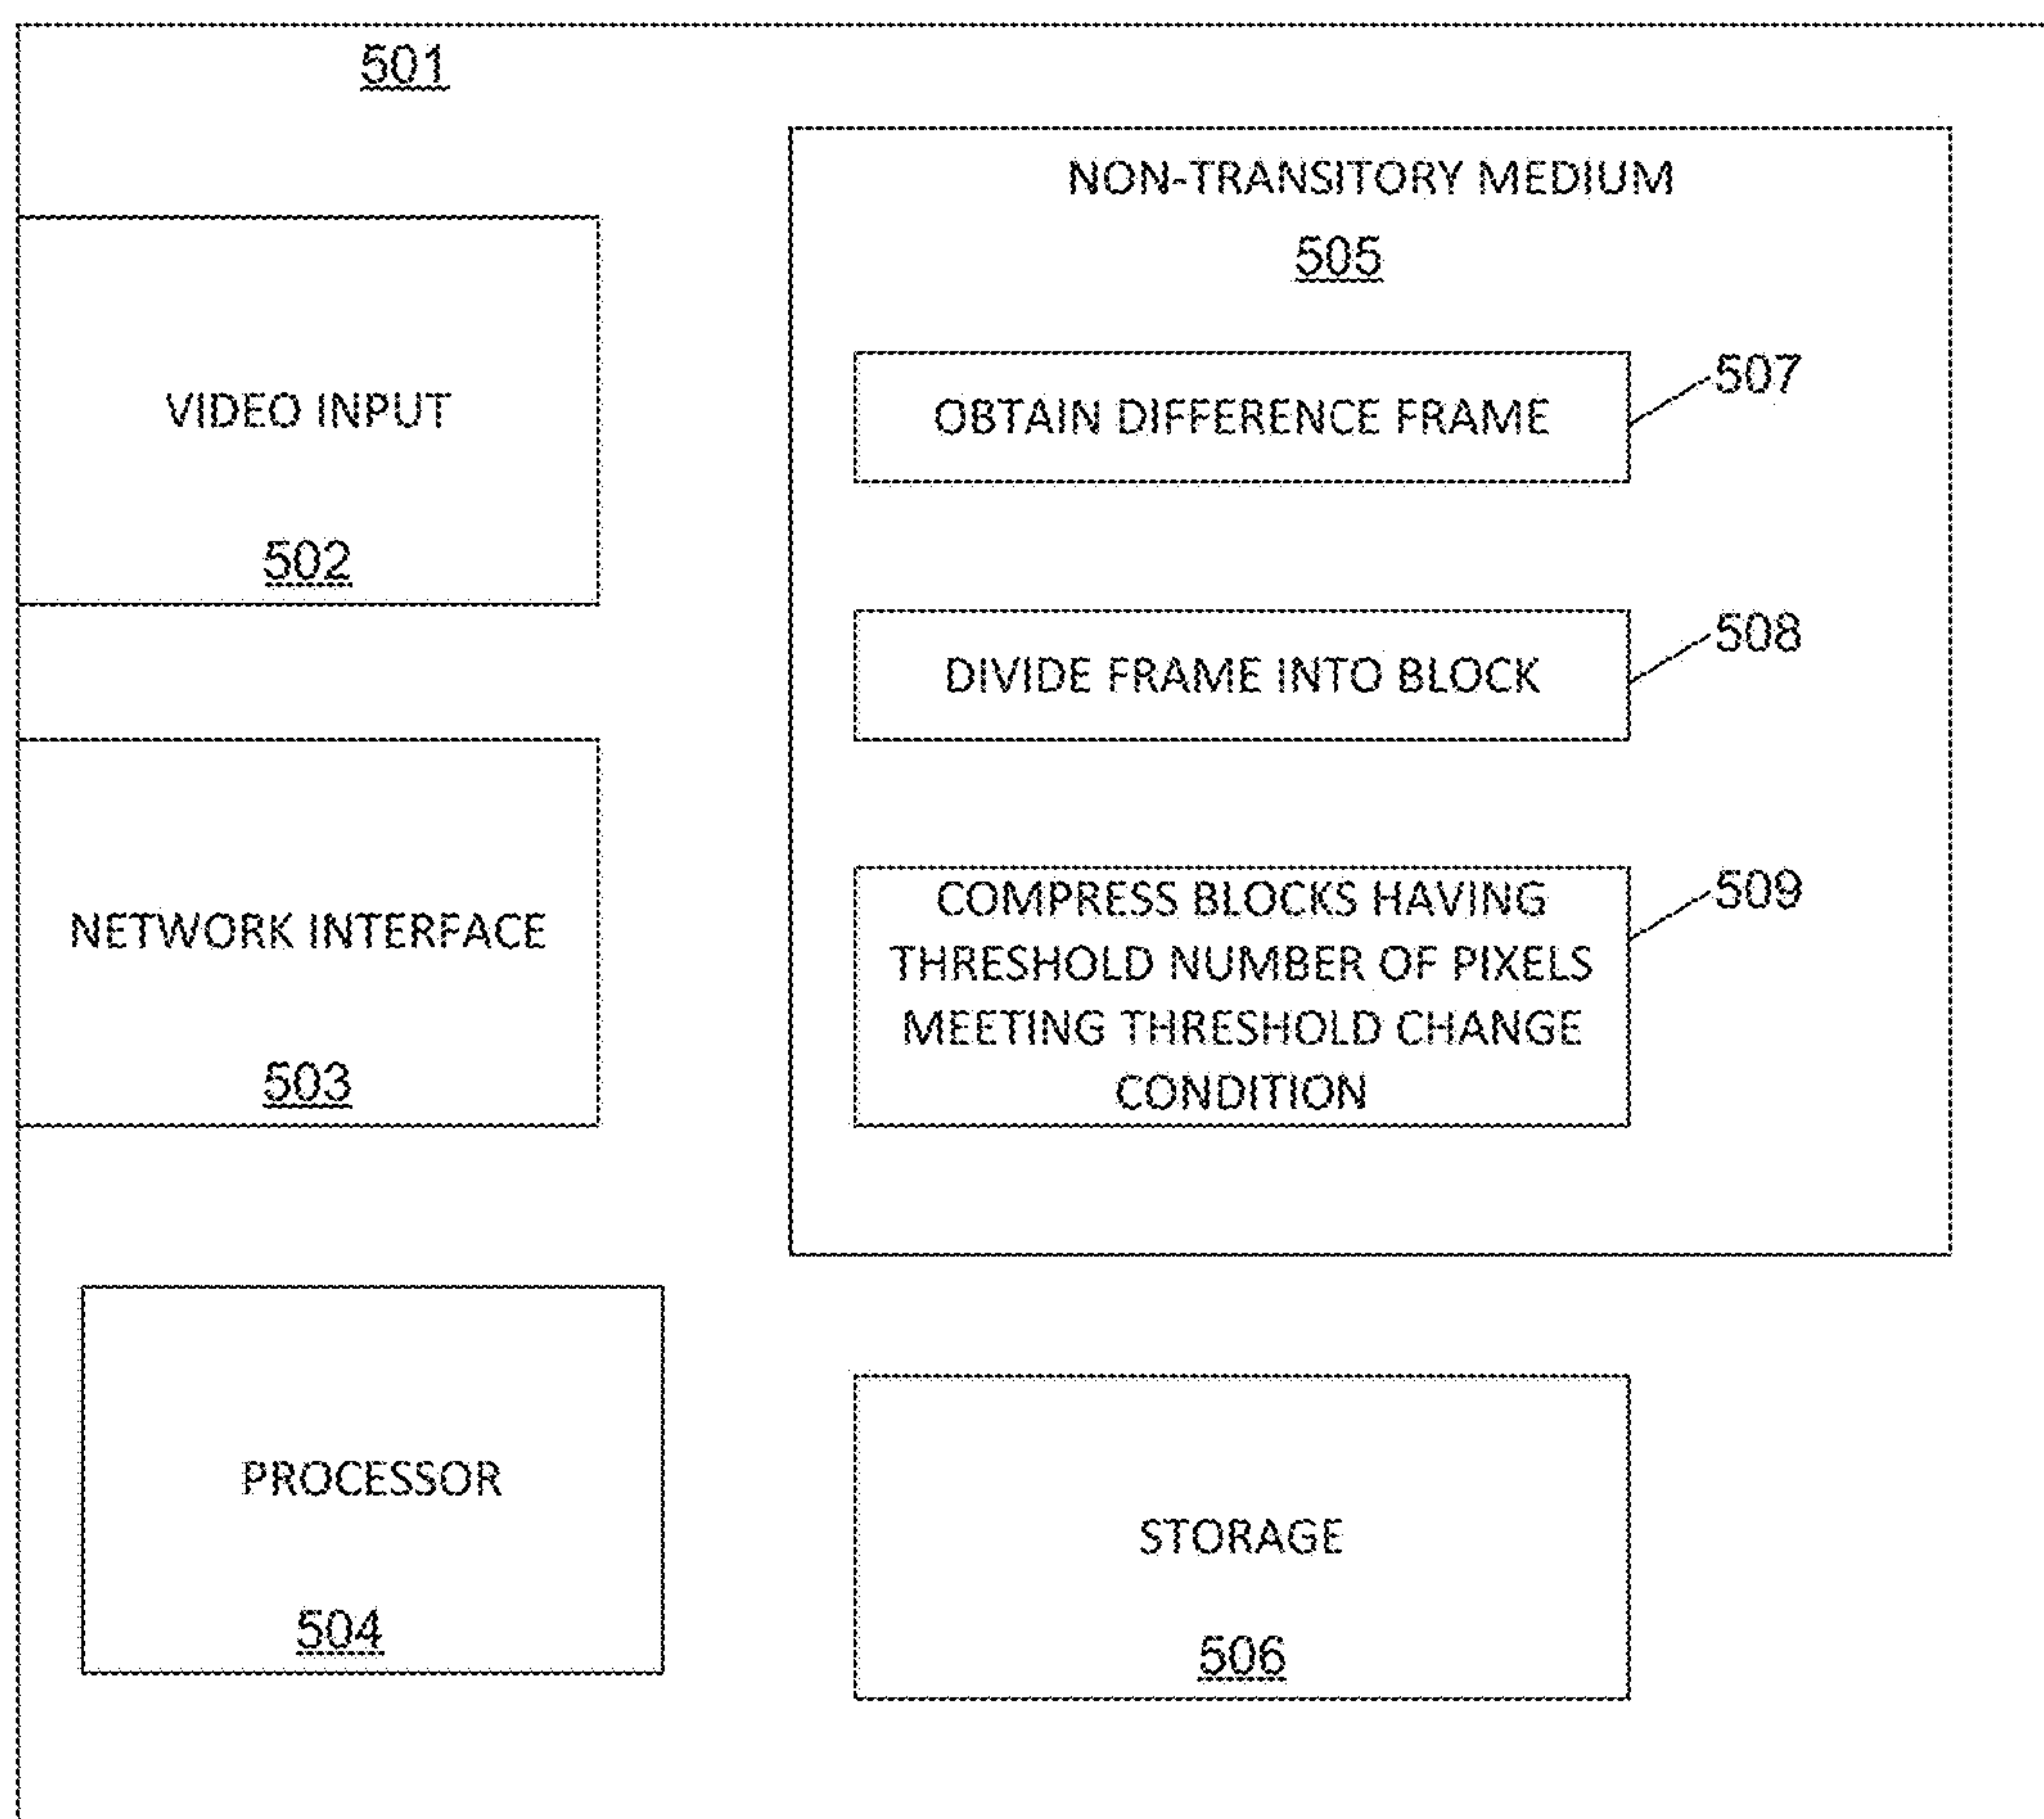 501
VIDEO INPUT
502
NETWORK INTERFACE
503
PROCESSOR
504
NON-TRANSITORY MEDIUM
505
OBTAIN DIFFERENCE FRAME
507
DIVIDE FRAME INTO BLOCK
508
COMPRESS BLOCKS HAVING
THRESHOLD NUMBER OF PIXELS
MEETING THRESHOLD CHANGE
CONDITION
509
STORAGE
506